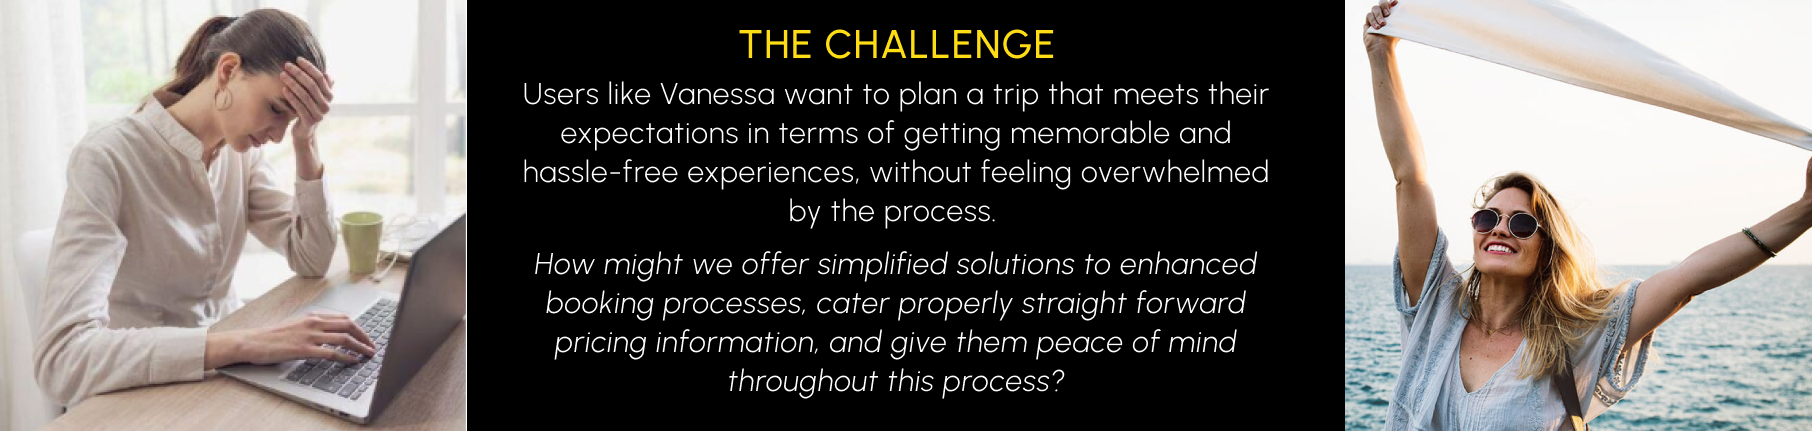 THE CHALLENGE
Users like Vanessa want to plan a trip that meets their
expectations in terms of getting memorable and
hassle-free experiences, without feeling overwhelmed
by the process.
How might we offer simplified solutions to enhanced
booking processes, cater properly straight forward
pricing information, and give them peace of mind
throughout this process?